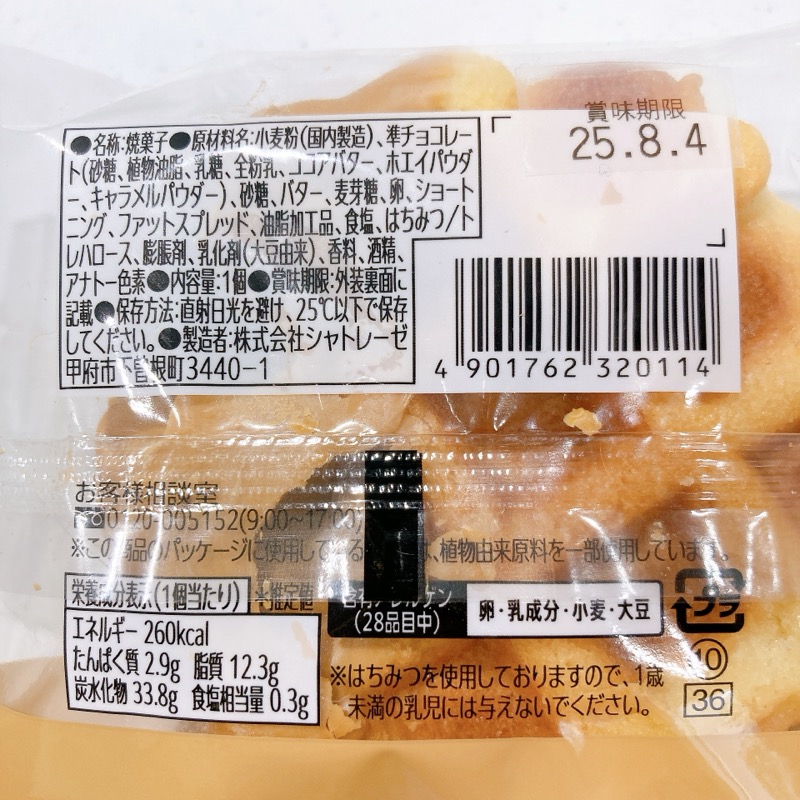 賞味期限
25.8.4
●名称:焼菓子●原材料名:小麦粉(国内製造)、準チョコレー
ト(砂糖、植物油脂、乳糖、全粉乳、ココアバター、ホエイパウダ
ー、キャラメルパウダー)、砂糖、バター、麦芽糖、卵、ショート
ニング、ファットスプレッド、油脂加工品、食塩、はちみつ/ト
レハロース、膨脹剤、乳化剤(大豆由来)、香料、酒精、
アナトー色素●内容量:1個●賞味期限:外装裏面に
記載●保存方法:直射日光を避け、25℃以下で保存
してください。●製造者:株式会社シャトレーゼ
甲府市下曽根町3440-1
4 901762 320114
お客様相談室
0120-005152(9:00~17:00)
※この商品のパッケージに使用している は、植物由来原料を一部使用しています。
栄養成分表示(1個当たり) ※推定値
エネルギー 260kcal
たんぱく質 2.9g 脂質 12.3g
炭水化物 33.8g 食塩相当量 0.3g
含有アレルゲン
(28品目中)
卵・乳成分・小麦・大豆
※はちみつを使用しておりますので、1歳
未満の乳児には与えないでください。
プラ
10
36